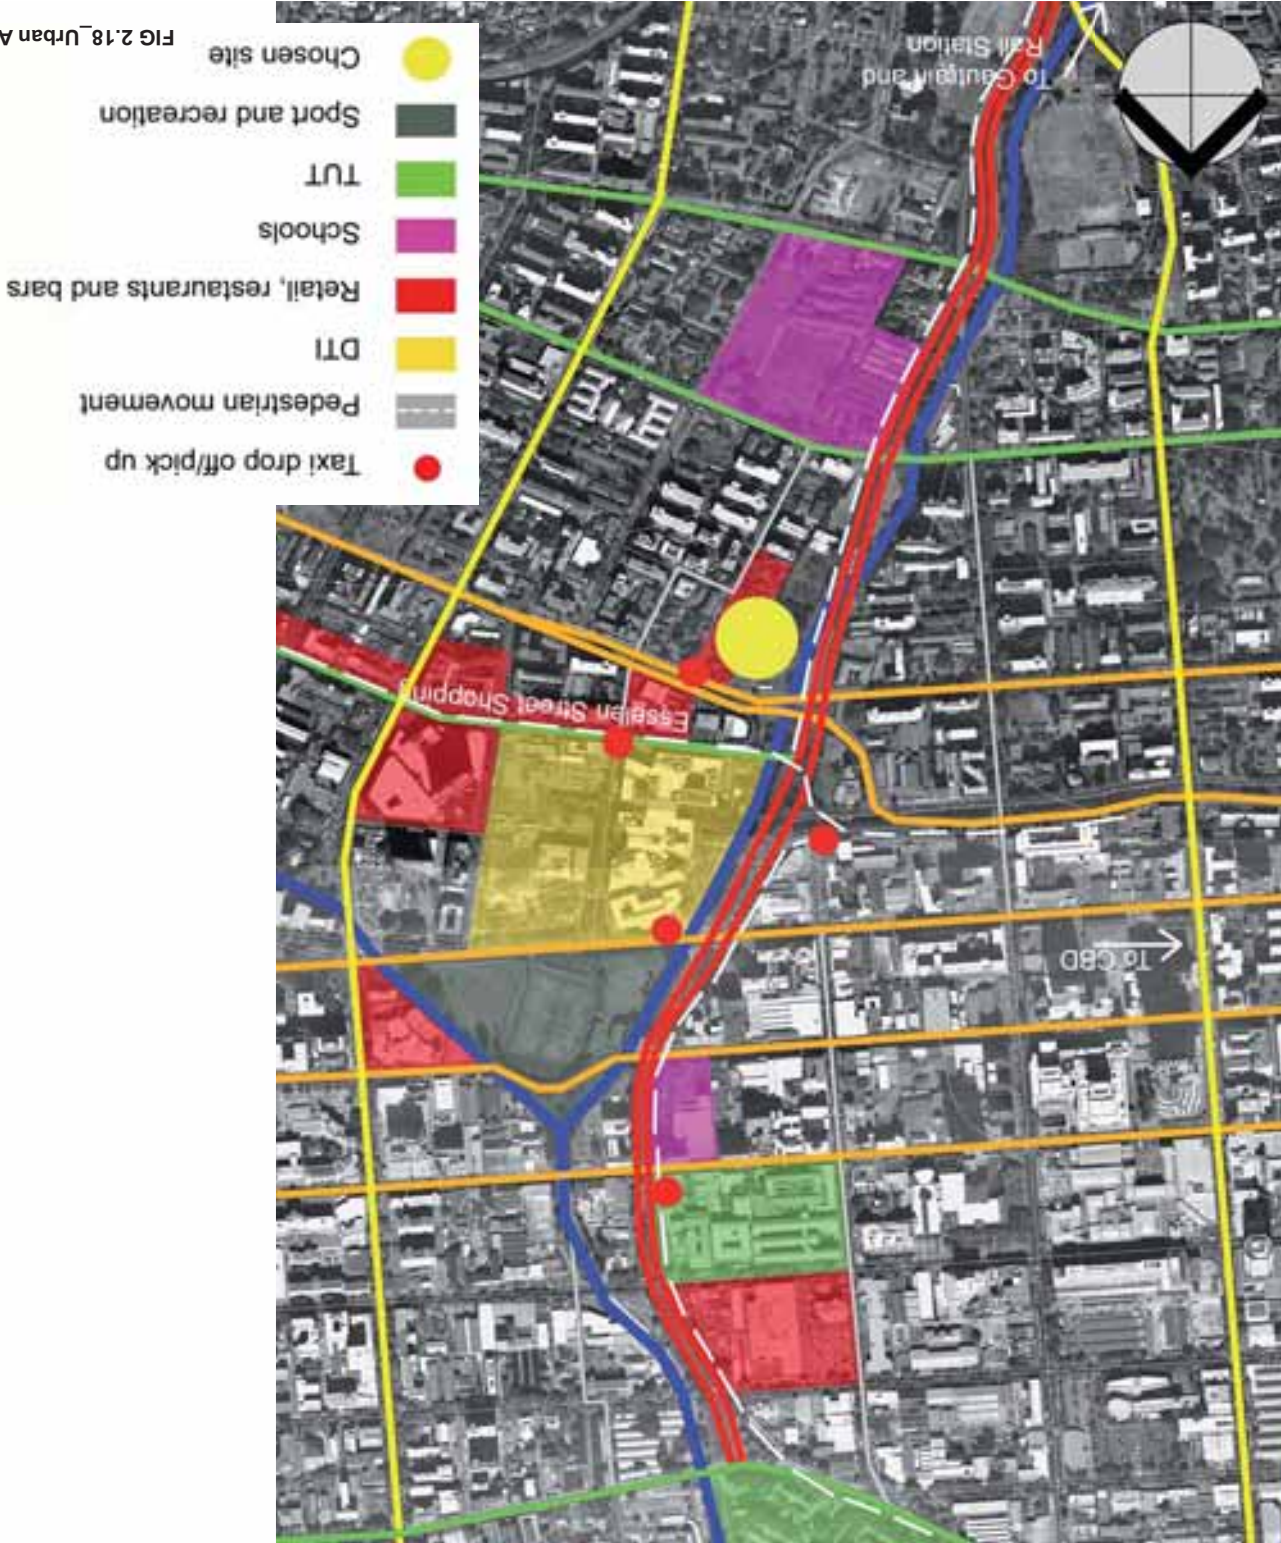 To CBD
Esselen Street Shopping
Taxi drop off/pick up
Pedestrian movement
DTI
Retail, restaurants and bars
Schools
TUT
Sport and recreation
Chosen site
To Gautgain and
Rail Station
FIG 2.18_Urban A